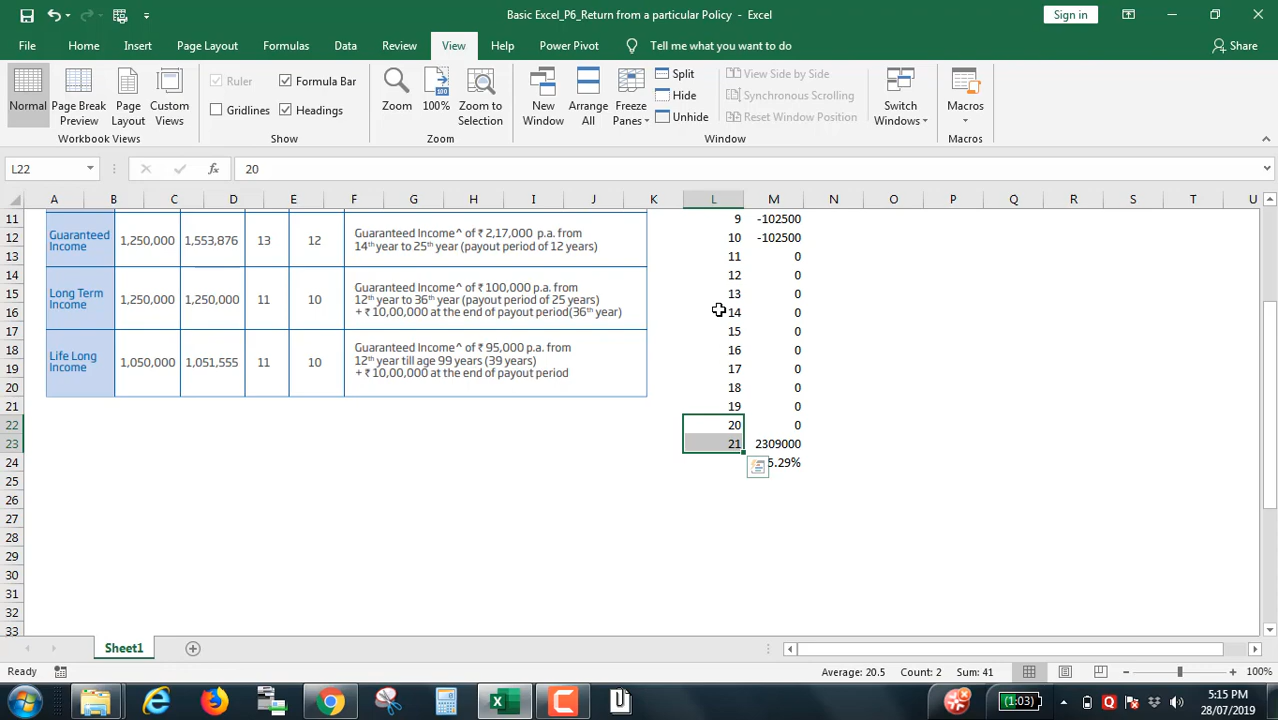 Basic Excel_P6_Return from a particular Policy - Excel
Sign in
File Home Insert Page Layout Formulas Data Review View Help Power Pivot Tell me what you want to do Share
Normal
Page Break Preview
Page Layout
Custom Views
Workbook Views
Ruler
Formula Bar
Gridlines
Headings
Show
Zoom
100%
Zoom to Selection
Zoom
New Window
Arrange All
Freeze Panes
Split
Hide
Unhide
View Side by Side
Synchronous Scrolling
Reset Window Position
Window
Switch Windows
Macros
Macros
L22
fx 20
A B C D E F G H I J K L M N O P Q R S T U
11 9 -102500
Guaranteed Income 1,250,000 1,553,876 13 12
Guaranteed Income^ of ₹ 2,17,000 p.a. from
14th year to 25th year (payout period of 12 years)
12 10 -102500
13 11 0
14 12 0
Long Term Income 1,250,000 1,250,000 11 10
Guaranteed Income^ of ₹ 100,000 p.a. from
12th year to 36th year (payout period of 25 years)
+ ₹ 10,00,000 at the end of payout period(36th year)
15 13 0
16 14 0
17 15 0
Life Long Income 1,050,000 1,051,555 11 10
Guaranteed Income^ of ₹ 95,000 p.a. from
12th year till age 99 years (39 years)
+ ₹ 10,00,000 at the end of payout period
18 16 0
19 17 0
20 18 0
21 19 0
22 20 0
23 21 2309000
24 5.29%
25
26
27
28
29
30
31
32
33
Sheet1
Ready
Average: 20.5 Count: 2 Sum: 41
100%
(1:03)
5:15 PM
28/07/2019